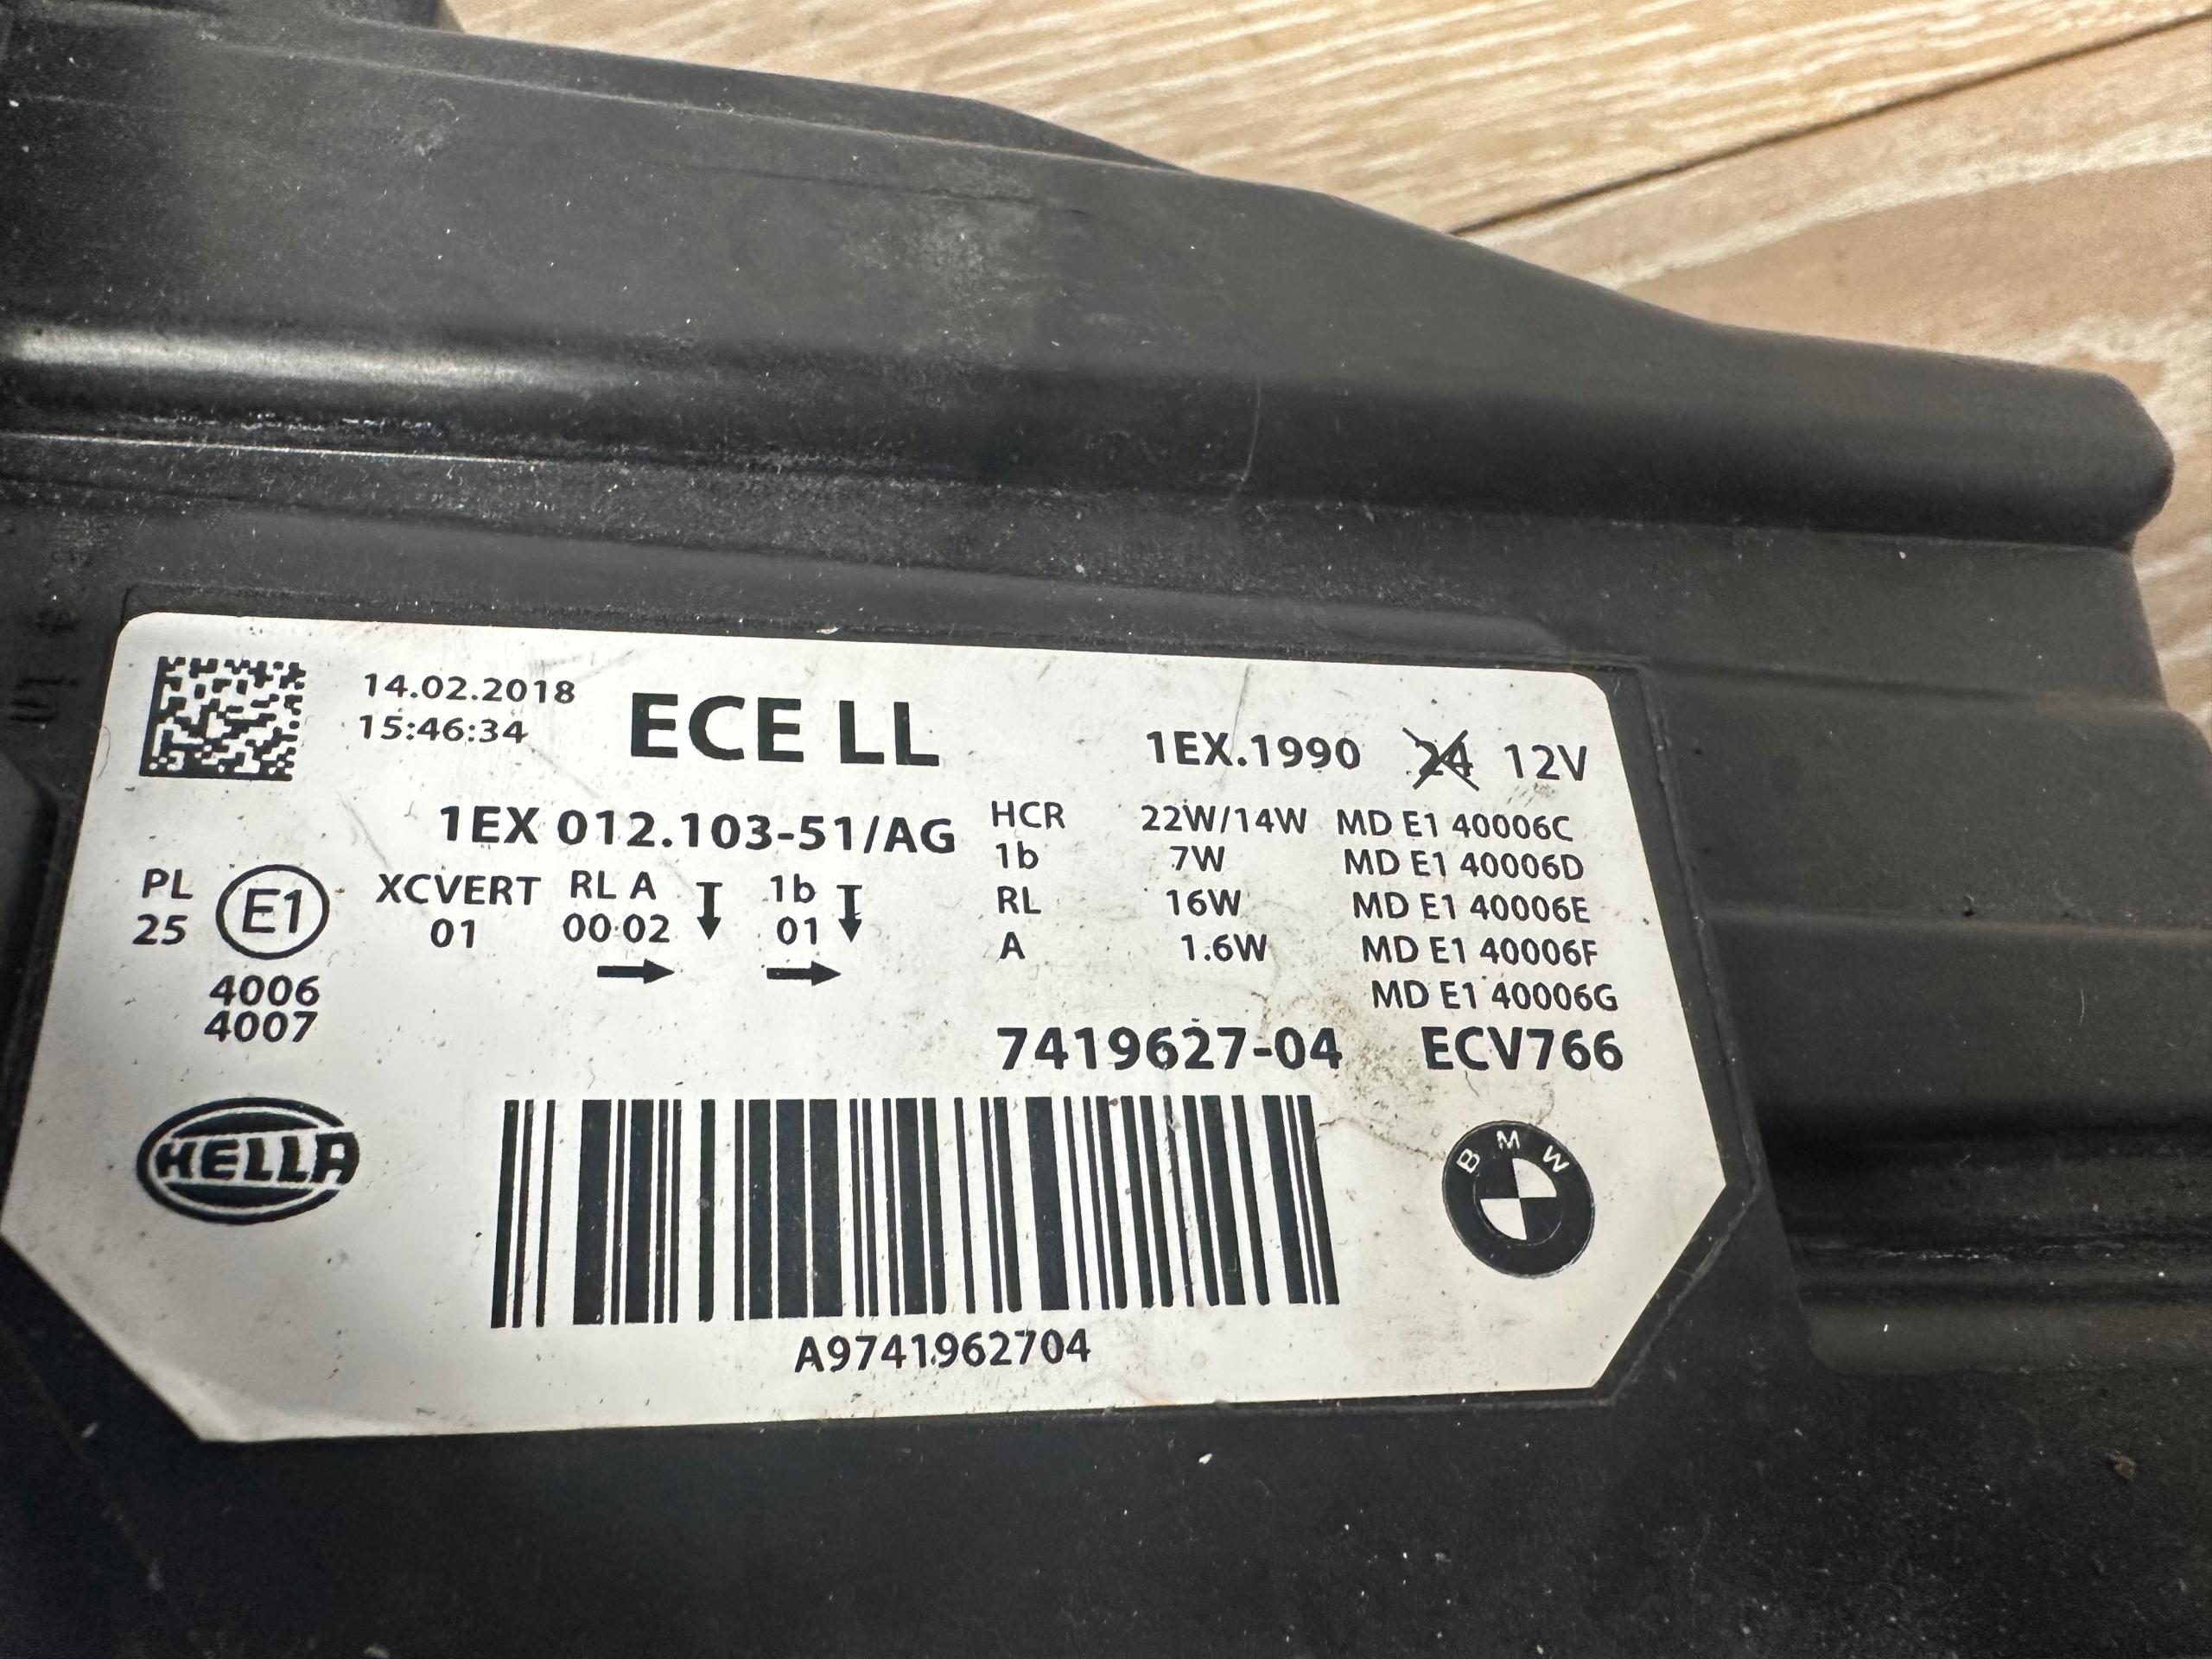 14.02.2018
15:46:34
ECE LL
1EX.1990 24 12V
1EX 012.103-51/AG
HCR 22W/14W MD E1 40006C
1b 7W MD E1 40006D
RL 16W MD E1 40006E
A 1.6W MD E1 40006F
MD E1 40006G
PL
25
E1
4006
4007
XCVERT RL A 1b
01 00 02 01
7419627-04 ECV766
HELLA
BMW
A9741962704